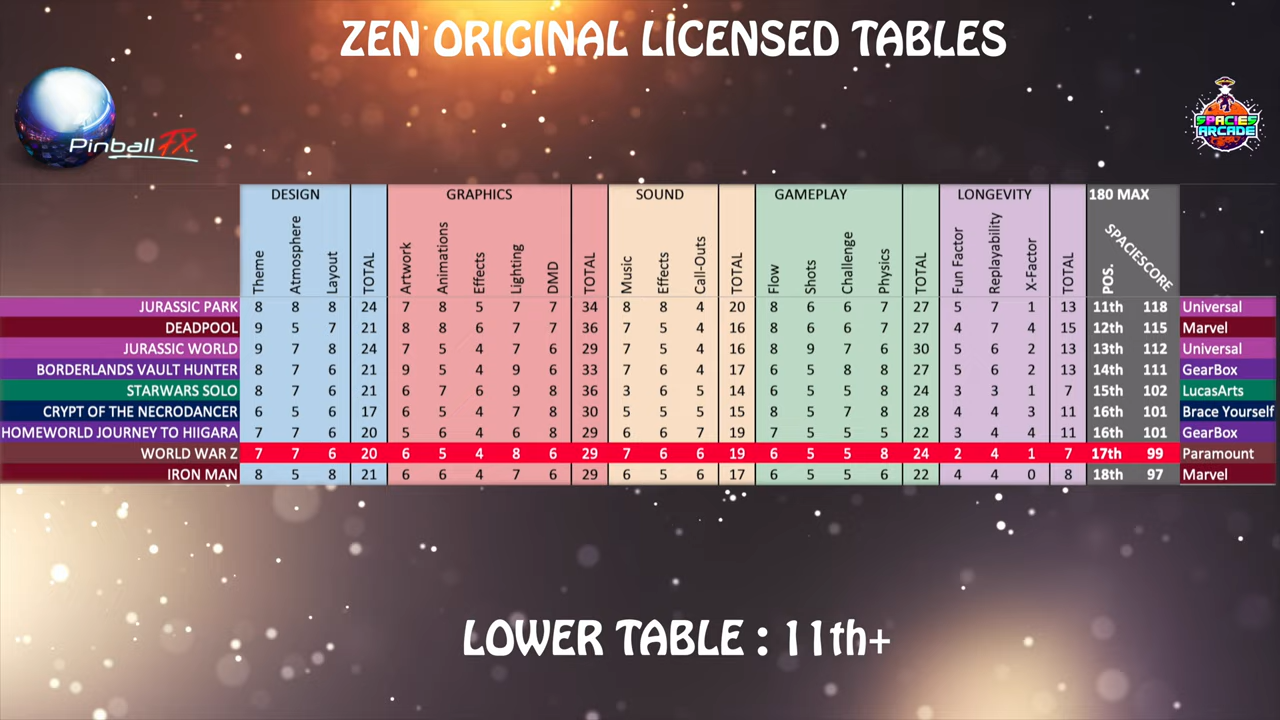 ZEN ORIGINAL LICENSED TABLES
Pinball FX
SPACIES
ARCADE
DESIGN GRAPHICS SOUND GAMEPLAY LONGEVITY 180 MAX
Theme Atmosphere Layout TOTAL Artwork Animations Effects Lighting DMD TOTAL Music Effects Call-Outs TOTAL Flow Shots Challenge Physics TOTAL Fun Factor Replayability X-Factor TOTAL POS. SPACIESCORE
JURASSIC PARK 8 8 8 24 7 8 5 7 7 34 8 8 4 20 8 6 6 7 27 5 7 1 13 11th 118 Universal
DEADPOOL 9 5 7 21 8 8 6 7 7 36 7 5 4 16 8 6 6 7 27 4 7 4 15 12th 115 Marvel
JURASSIC WORLD 9 7 8 24 7 5 4 7 6 29 7 5 4 16 8 9 7 6 30 5 6 2 13 13th 112 Universal
BORDERLANDS VAULT HUNTER 8 7 6 21 9 5 4 9 6 33 7 6 4 17 6 5 8 8 27 5 6 2 13 14th 111 GearBox
STARWARS SOLO 8 7 6 21 6 7 6 9 8 36 3 6 5 14 6 5 5 8 24 3 3 1 7 15th 102 LucasArts
CRYPT OF THE NECRODANCER 6 5 6 17 6 5 4 7 8 30 5 5 5 15 8 5 7 8 28 4 4 3 11 16th 101 Brace Yourself
HOMEWORLD JOURNEY TO HIIGARA 7 7 6 20 5 6 4 6 8 29 6 6 7 19 7 5 5 5 22 3 4 4 11 16th 101 GearBox
WORLD WAR Z 7 7 6 20 6 5 4 8 6 29 7 6 6 19 6 5 5 8 24 2 4 1 7 17th 99 Paramount
IRON MAN 8 5 8 21 6 6 4 7 6 29 6 5 6 17 6 5 5 6 22 4 4 0 8 18th 97 Marvel
LOWER TABLE : 11th+